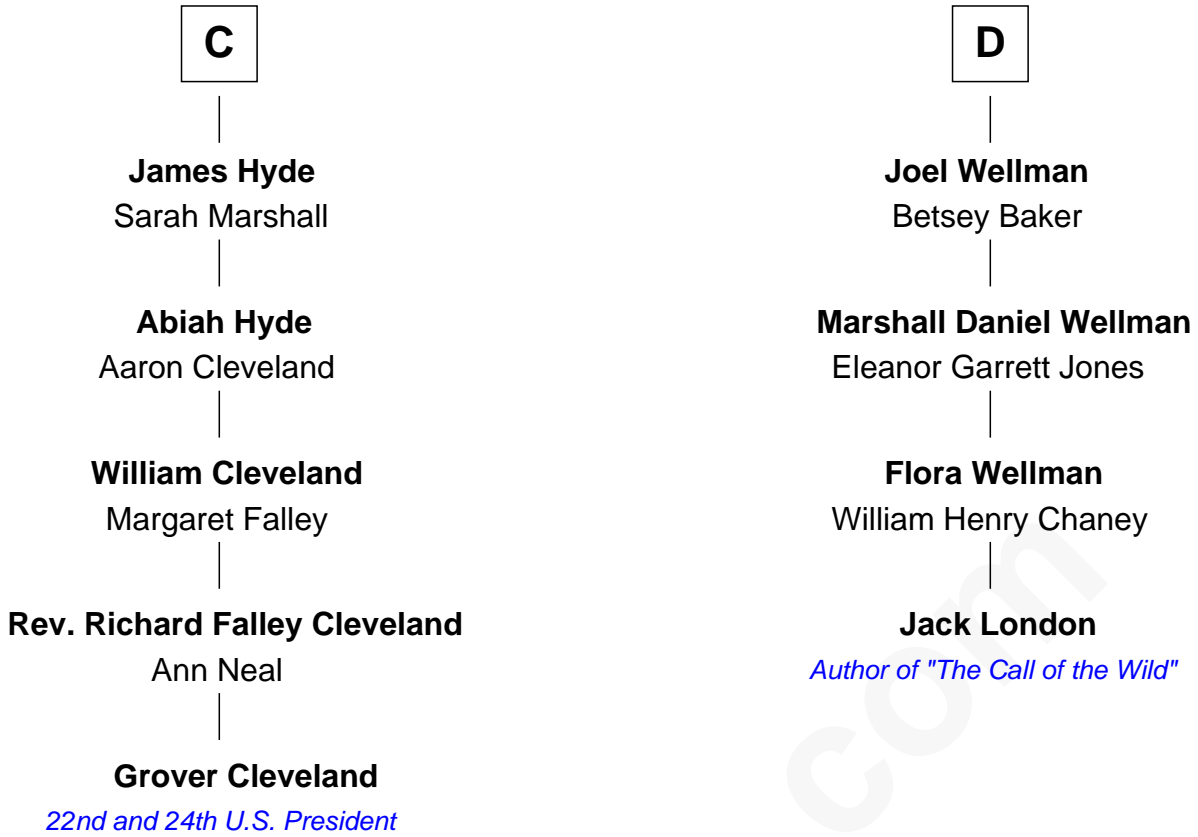 C
James Hyde
Sarah Marshall
Abiah Hyde
Aaron Cleveland
William Cleveland
Margaret Falley
Rev. Richard Falley Cleveland
Ann Neal
Grover Cleveland
22nd and 24th U.S. President
D
Joel Wellman
Betsey Baker
Marshall Daniel Wellman
Eleanor Garrett Jones
Flora Wellman
William Henry Chaney
Jack London
Author of "The Call of the Wild"
com